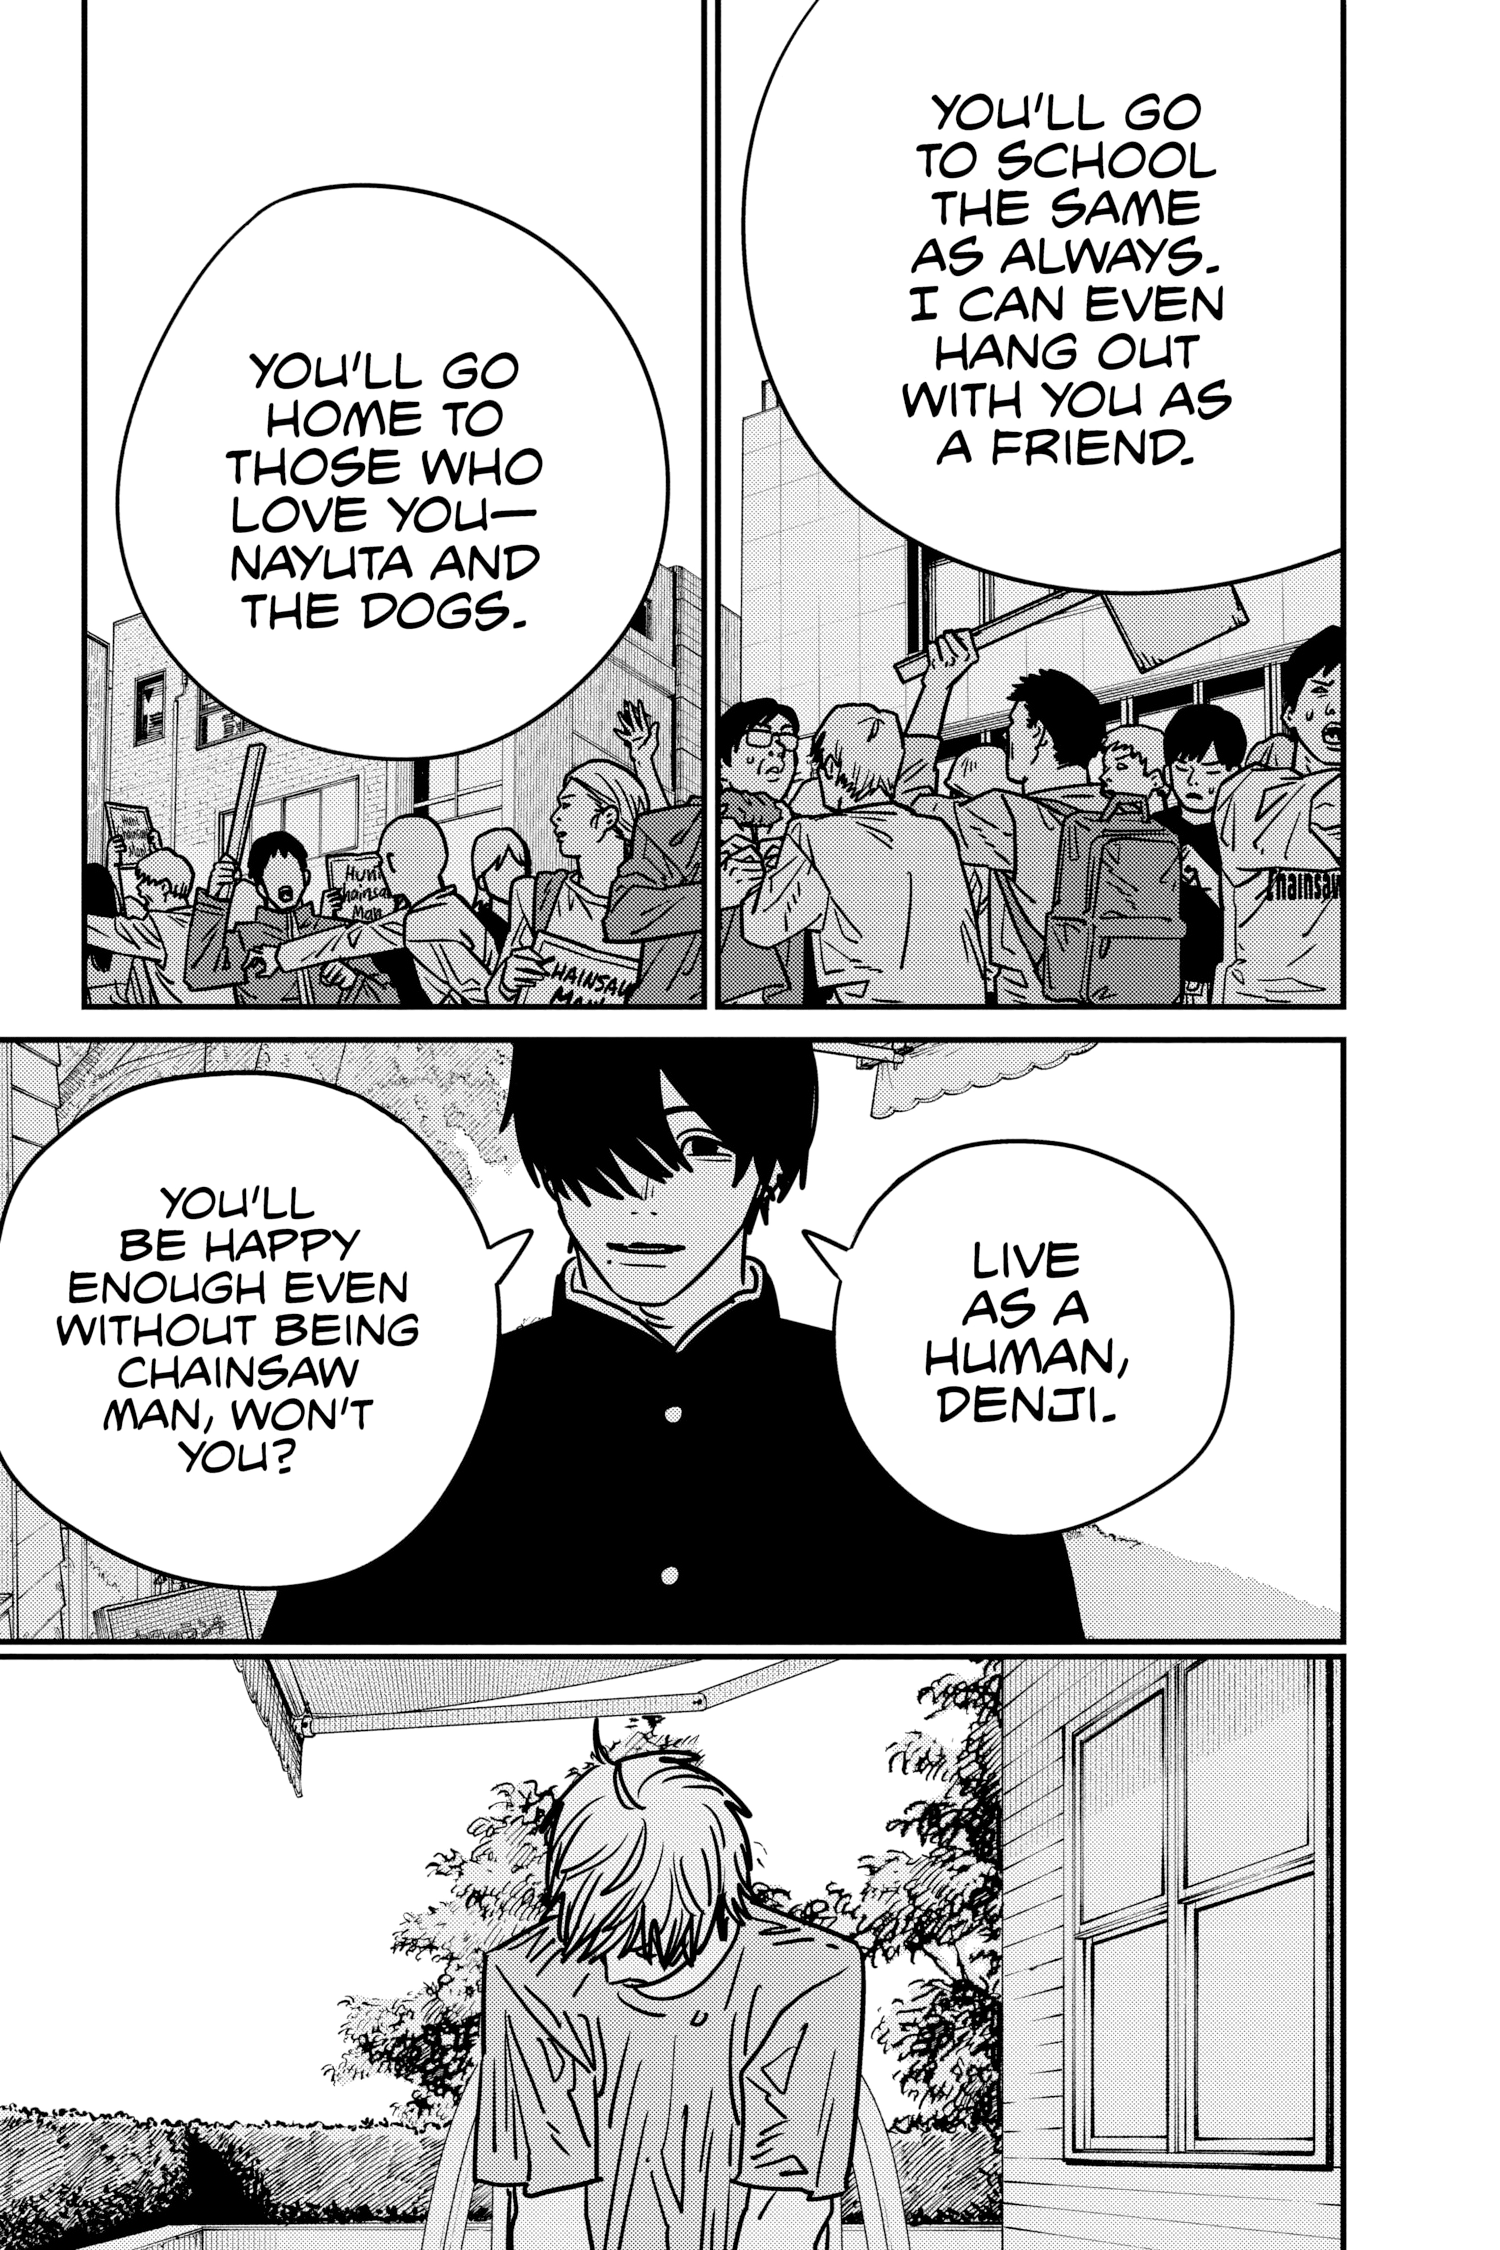 YOU'LL GO
TO SCHOOL
THE SAME
AS ALWAYS.
I CAN EVEN
HANG OUT
WITH YOU AS
A FRIEND.
Chainsaw
YOU'LL GO
HOME TO
THOSE WHO
LOVE YOU—
NAYUTA AND
THE DOGS.
Chainsaw
Man
CHAINSAW
MAN
LIVE
AS A
HUMAN,
DENJI.
YOU'LL
BE HAPPY
ENOUGH EVEN
WITHOUT BEING
CHAINSAW
MAN, WON'T
YOU?